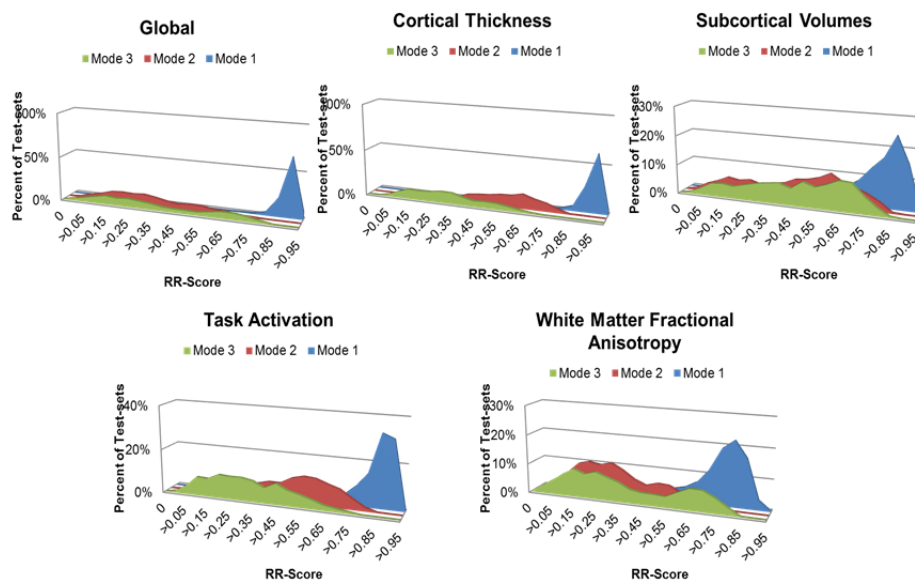 Global
Mode 3 Mode 2 Mode 1
Percent of Test-sets
100%
50%
0%
0 >0.05 >0.15 >0.25 >0.35 >0.45 >0.55 >0.65 >0.75 >0.85 >0.95
RR-Score
Cortical Thickness
Mode 3 Mode 2 Mode 1
Percent of Test-sets
100%
50%
0%
0 >0.05 >0.15 >0.25 >0.35 >0.45 >0.55 >0.65 >0.75 >0.85 >0.95
RR-Score
Subcortical Volumes
Mode 3 Mode 2 Mode 1
Percent of Test-sets
30%
20%
10%
0%
0 >0.05 >0.15 >0.25 >0.35 >0.45 >0.55 >0.65 >0.75 >0.85 >0.95
RR-Score
Task Activation
Mode 3 Mode 2 Mode 1
Percent of Test-sets
40%
20%
0%
0 >0.05 >0.15 >0.25 >0.35 >0.45 >0.55 >0.65 >0.75 >0.85 >0.95
RR-Score
White Matter Fractional
Anisotropy
Mode 3 Mode 2 Mode 1
Percent of Test-sets
30%
20%
10%
0%
0 >0.05 >0.15 >0.25 >0.35 >0.45 >0.55 >0.65 >0.75 >0.85 >0.95
RR-Score